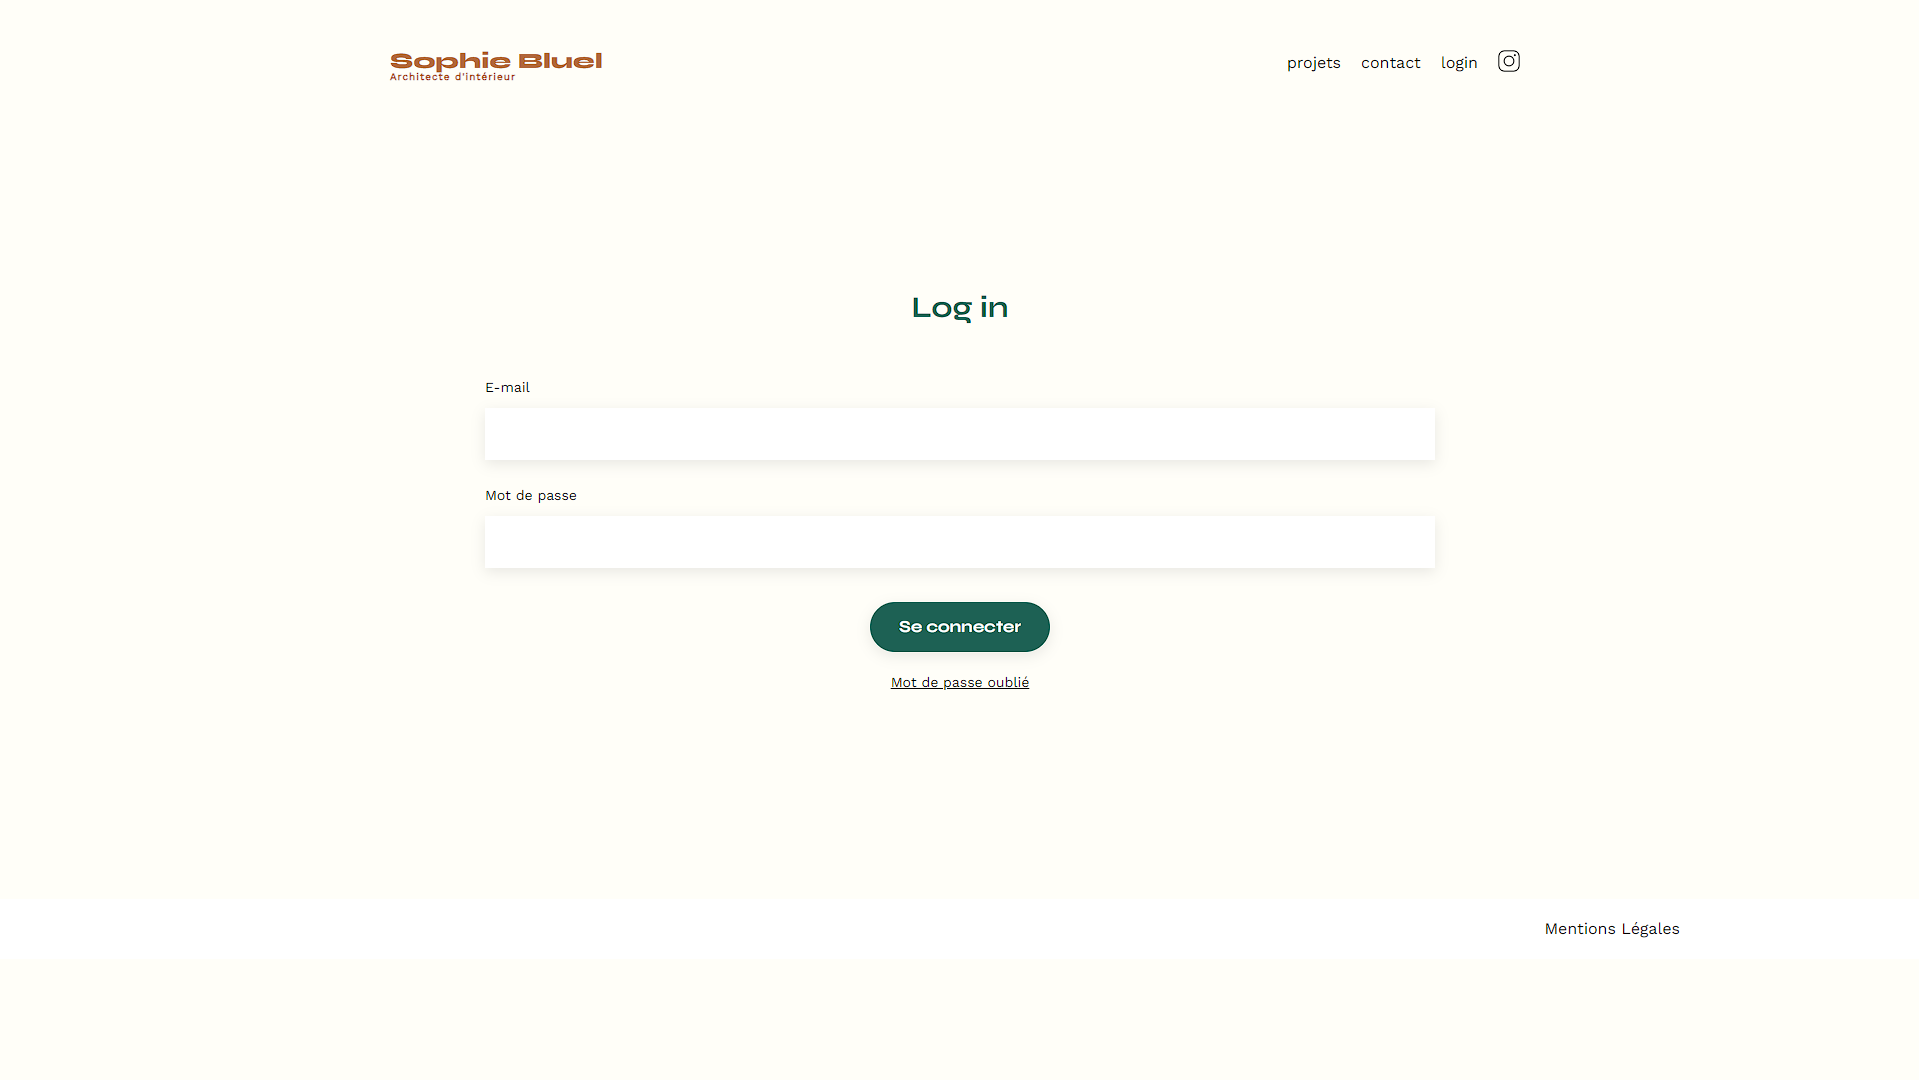 Sophie Bluel
Architecte d'intérieur
projets contact login
Log in
E-mail
Mot de passe
Se connecter
Mot de passe oublié
Mentions Légales